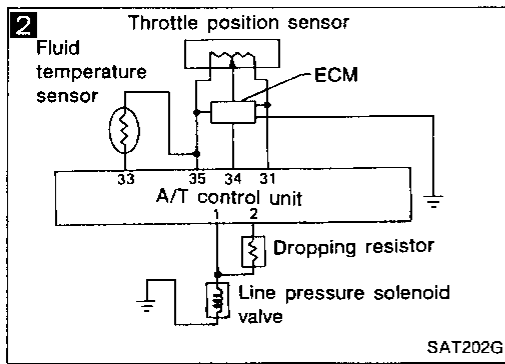 2
Throttle position sensor
Fluid
temperature
sensor
ECM
33 35 34 31
A/T control unit
1 2
Dropping resistor
Line pressure solenoid
valve
SAT202G